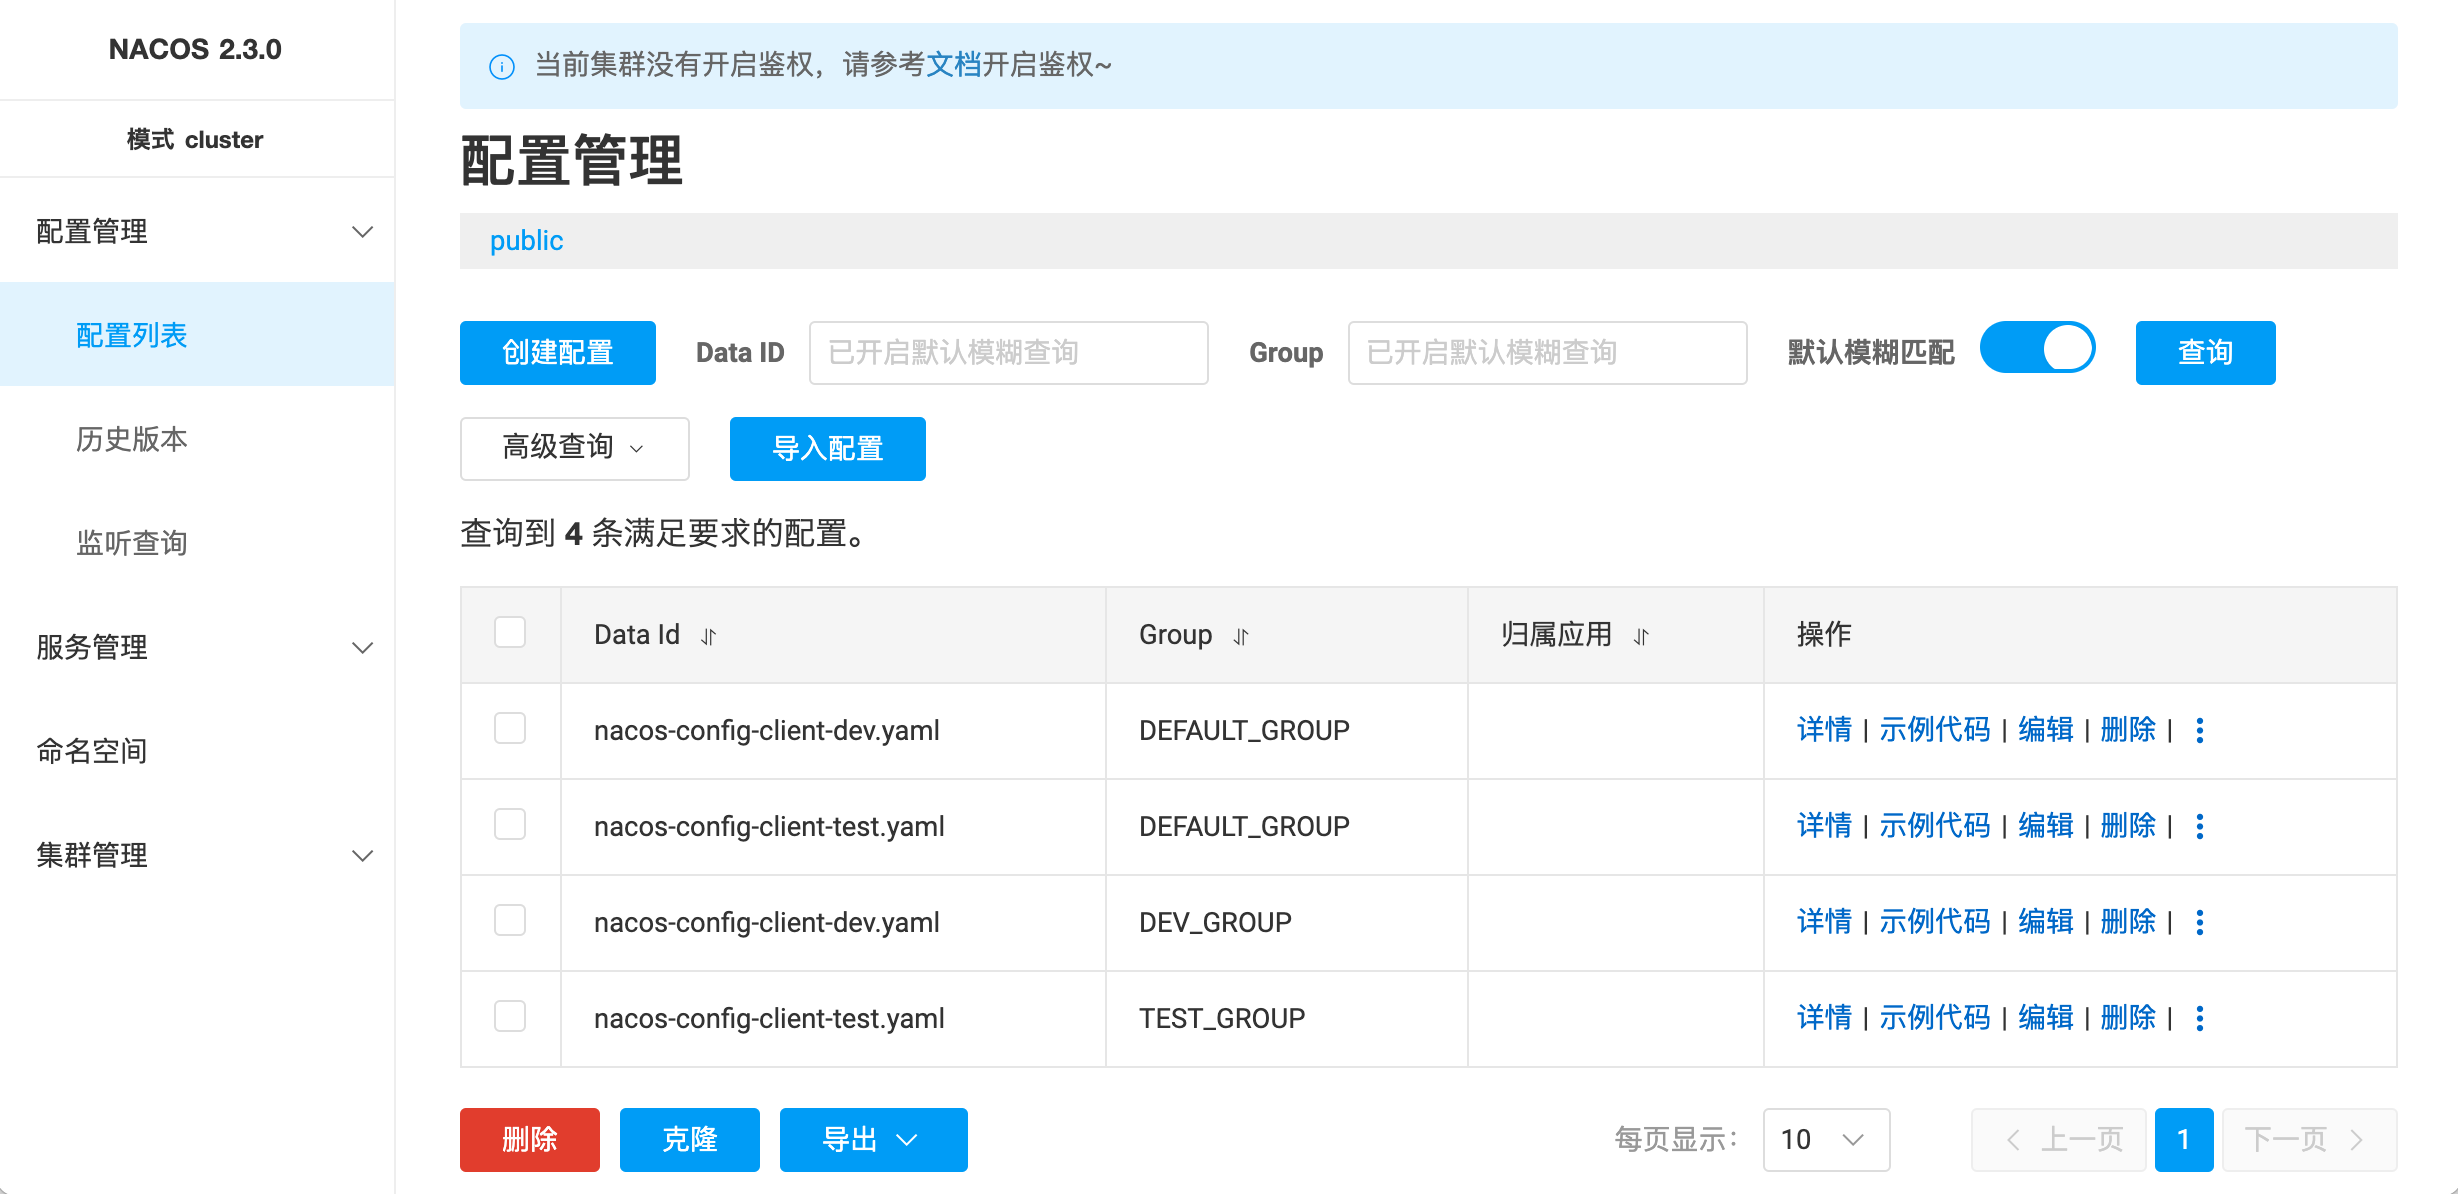 NACOS 2.3.0
模式 cluster
配置管理
配置列表
历史版本
监听查询
服务管理
命名空间
集群管理
当前集群没有开启鉴权，请参考文档开启鉴权~
配置管理
public
创建配置 Data ID 已开启默认模糊查询 Group 已开启默认模糊查询 默认模糊匹配 查询
高级查询 导入配置
查询到 4 条满足要求的配置。
Data Id Group 归属应用 操作
nacos-config-client-dev.yaml DEFAULT_GROUP 详情 | 示例代码 | 编辑 | 删除 |
nacos-config-client-test.yaml DEFAULT_GROUP 详情 | 示例代码 | 编辑 | 删除 |
nacos-config-client-dev.yaml DEV_GROUP 详情 | 示例代码 | 编辑 | 删除 |
nacos-config-client-test.yaml TEST_GROUP 详情 | 示例代码 | 编辑 | 删除 |
删除 克隆 导出 每页显示： 10 上一页 1 下一页